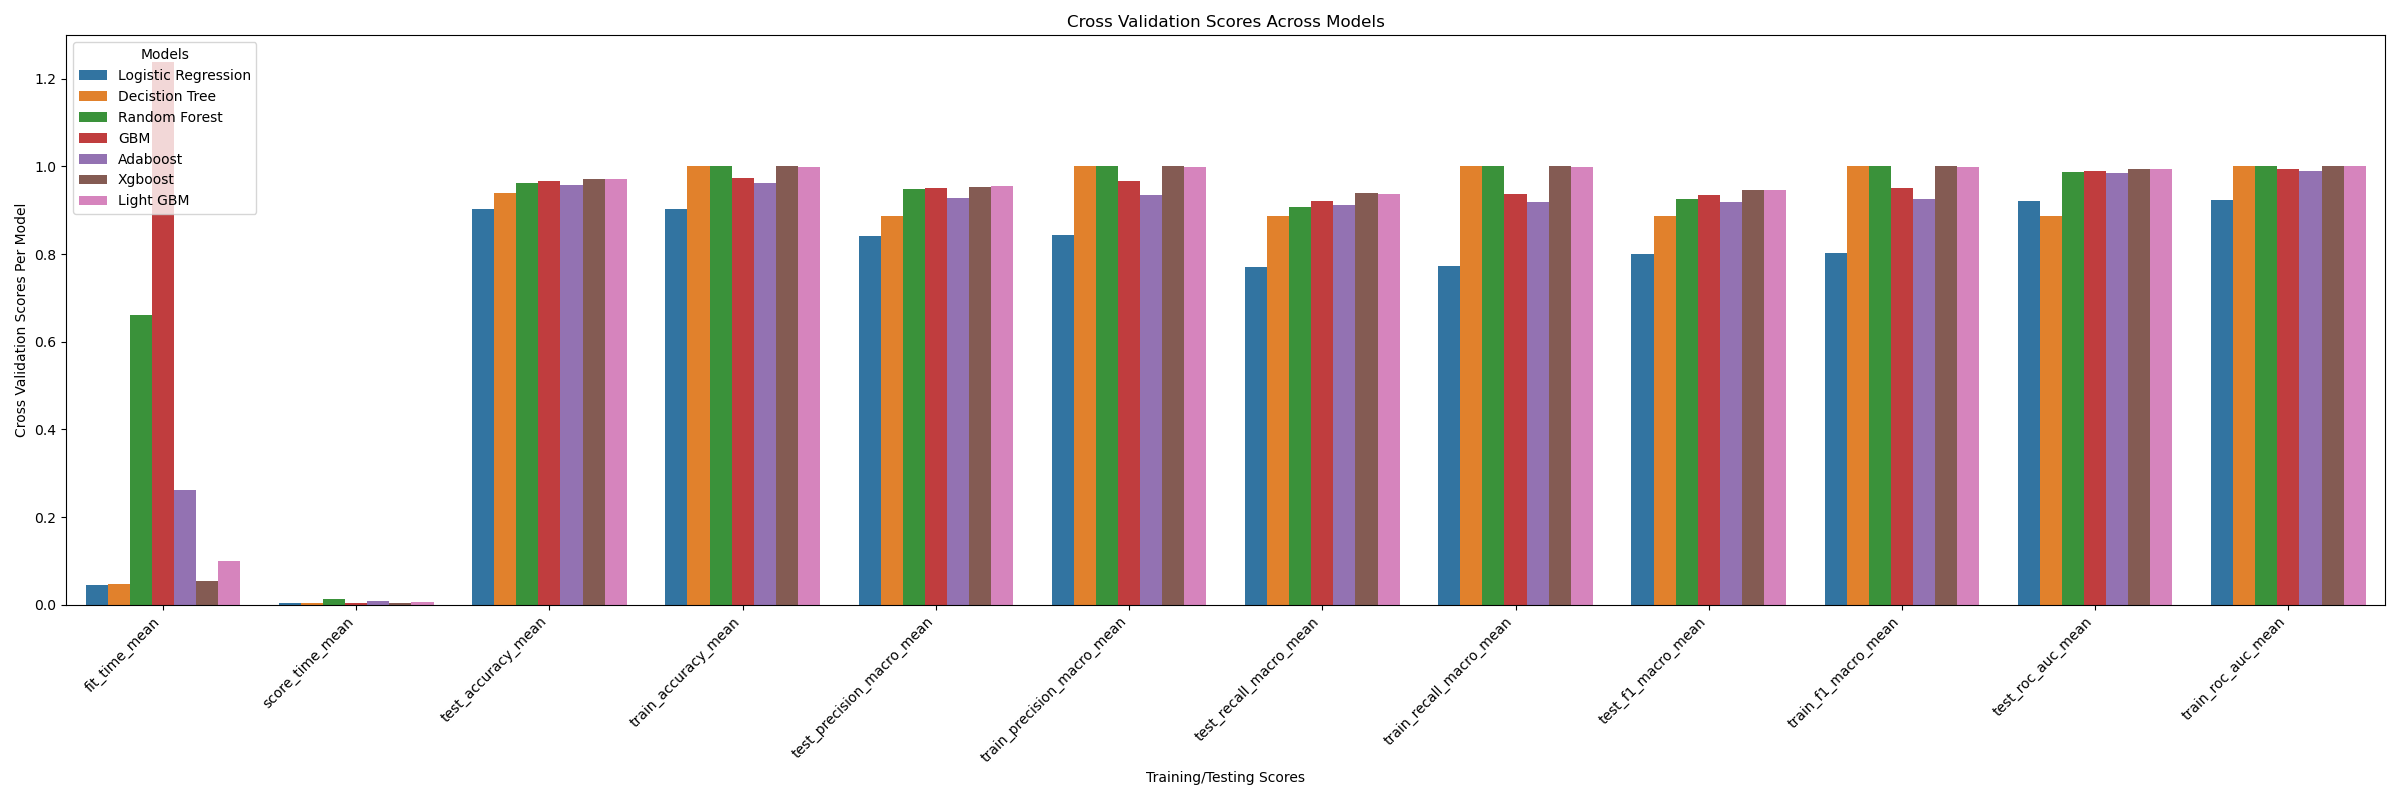 Cross Validation Scores Across Models
Models
Logistic Regression
Decistion Tree
Random Forest
GBM
Adaboost
Xgboost
Light GBM
Cross Validation Scores Per Model
1.2
1.0
0.8
0.6
0.4
0.2
0.0
fit_time_mean
score_time_mean
test_accuracy_mean
train_accuracy_mean
test_precision_macro_mean
train_precision_macro_mean
test_recall_macro_mean
train_recall_macro_mean
test_f1_macro_mean
train_f1_macro_mean
test_roc_auc_mean
train_roc_auc_mean
Training/Testing Scores